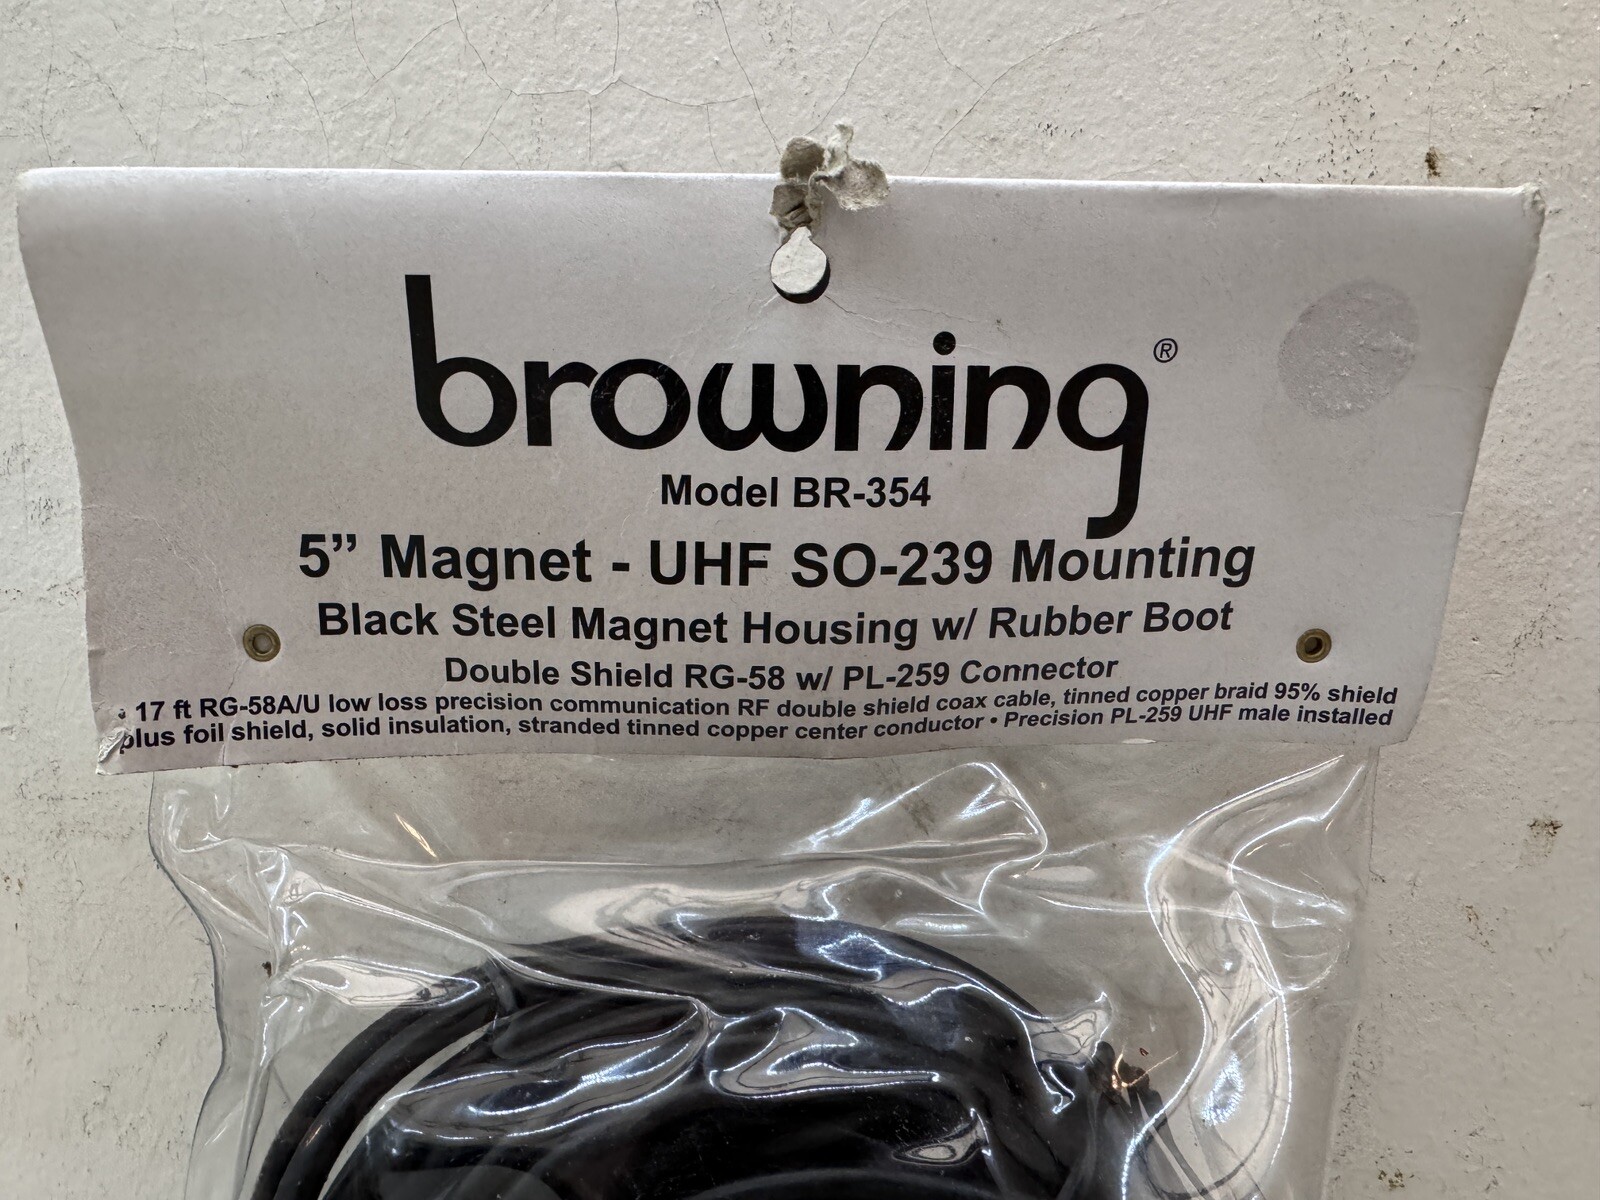 browning®
Model BR-354
5” Magnet - UHF SO-239 Mounting
Black Steel Magnet Housing w/ Rubber Boot
Double Shield RG-58 w/ PL-259 Connector
• 17 ft RG-58A/U low loss precision communication RF double shield coax cable, tinned copper braid 95% shield
plus foil shield, solid insulation, stranded tinned copper center conductor • Precision PL-259 UHF male installed